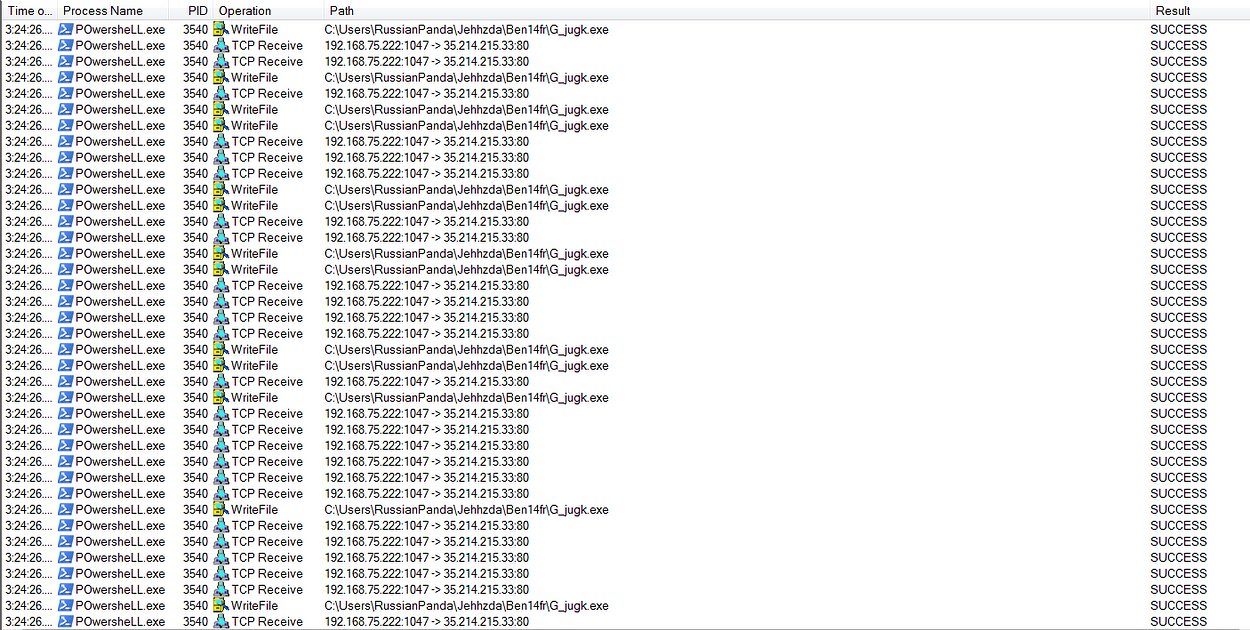 Time o... Process Name PID Operation Path Result
3:24:26.... POwersheLL.exe 3540 WriteFile C:\Users\RussianPanda\Jehhzda\Ben14fr\G_jugk.exe SUCCESS
3:24:26.... POwersheLL.exe 3540 TCP Receive 192.168.75.222:1047 -> 35.214.215.33:80 SUCCESS
3:24:26.... POwersheLL.exe 3540 TCP Receive 192.168.75.222:1047 -> 35.214.215.33:80 SUCCESS
3:24:26.... POwersheLL.exe 3540 WriteFile C:\Users\RussianPanda\Jehhzda\Ben14fr\G_jugk.exe SUCCESS
3:24:26.... POwersheLL.exe 3540 TCP Receive 192.168.75.222:1047 -> 35.214.215.33:80 SUCCESS
3:24:26.... POwersheLL.exe 3540 WriteFile C:\Users\RussianPanda\Jehhzda\Ben14fr\G_jugk.exe SUCCESS
3:24:26.... POwersheLL.exe 3540 WriteFile C:\Users\RussianPanda\Jehhzda\Ben14fr\G_jugk.exe SUCCESS
3:24:26.... POwersheLL.exe 3540 TCP Receive 192.168.75.222:1047 -> 35.214.215.33:80 SUCCESS
3:24:26.... POwersheLL.exe 3540 TCP Receive 192.168.75.222:1047 -> 35.214.215.33:80 SUCCESS
3:24:26.... POwersheLL.exe 3540 TCP Receive 192.168.75.222:1047 -> 35.214.215.33:80 SUCCESS
3:24:26.... POwersheLL.exe 3540 WriteFile C:\Users\RussianPanda\Jehhzda\Ben14fr\G_jugk.exe SUCCESS
3:24:26.... POwersheLL.exe 3540 WriteFile C:\Users\RussianPanda\Jehhzda\Ben14fr\G_jugk.exe SUCCESS
3:24:26.... POwersheLL.exe 3540 TCP Receive 192.168.75.222:1047 -> 35.214.215.33:80 SUCCESS
3:24:26.... POwersheLL.exe 3540 TCP Receive 192.168.75.222:1047 -> 35.214.215.33:80 SUCCESS
3:24:26.... POwersheLL.exe 3540 WriteFile C:\Users\RussianPanda\Jehhzda\Ben14fr\G_jugk.exe SUCCESS
3:24:26.... POwersheLL.exe 3540 WriteFile C:\Users\RussianPanda\Jehhzda\Ben14fr\G_jugk.exe SUCCESS
3:24:26.... POwersheLL.exe 3540 TCP Receive 192.168.75.222:1047 -> 35.214.215.33:80 SUCCESS
3:24:26.... POwersheLL.exe 3540 TCP Receive 192.168.75.222:1047 -> 35.214.215.33:80 SUCCESS
3:24:26.... POwersheLL.exe 3540 TCP Receive 192.168.75.222:1047 -> 35.214.215.33:80 SUCCESS
3:24:26.... POwersheLL.exe 3540 TCP Receive 192.168.75.222:1047 -> 35.214.215.33:80 SUCCESS
3:24:26.... POwersheLL.exe 3540 WriteFile C:\Users\RussianPanda\Jehhzda\Ben14fr\G_jugk.exe SUCCESS
3:24:26.... POwersheLL.exe 3540 WriteFile C:\Users\RussianPanda\Jehhzda\Ben14fr\G_jugk.exe SUCCESS
3:24:26.... POwersheLL.exe 3540 TCP Receive 192.168.75.222:1047 -> 35.214.215.33:80 SUCCESS
3:24:26.... POwersheLL.exe 3540 WriteFile C:\Users\RussianPanda\Jehhzda\Ben14fr\G_jugk.exe SUCCESS
3:24:26.... POwersheLL.exe 3540 TCP Receive 192.168.75.222:1047 -> 35.214.215.33:80 SUCCESS
3:24:26.... POwersheLL.exe 3540 TCP Receive 192.168.75.222:1047 -> 35.214.215.33:80 SUCCESS
3:24:26.... POwersheLL.exe 3540 TCP Receive 192.168.75.222:1047 -> 35.214.215.33:80 SUCCESS
3:24:26.... POwersheLL.exe 3540 TCP Receive 192.168.75.222:1047 -> 35.214.215.33:80 SUCCESS
3:24:26.... POwersheLL.exe 3540 TCP Receive 192.168.75.222:1047 -> 35.214.215.33:80 SUCCESS
3:24:26.... POwersheLL.exe 3540 TCP Receive 192.168.75.222:1047 -> 35.214.215.33:80 SUCCESS
3:24:26.... POwersheLL.exe 3540 WriteFile C:\Users\RussianPanda\Jehhzda\Ben14fr\G_jugk.exe SUCCESS
3:24:26.... POwersheLL.exe 3540 TCP Receive 192.168.75.222:1047 -> 35.214.215.33:80 SUCCESS
3:24:26.... POwersheLL.exe 3540 TCP Receive 192.168.75.222:1047 -> 35.214.215.33:80 SUCCESS
3:24:26.... POwersheLL.exe 3540 TCP Receive 192.168.75.222:1047 -> 35.214.215.33:80 SUCCESS
3:24:26.... POwersheLL.exe 3540 TCP Receive 192.168.75.222:1047 -> 35.214.215.33:80 SUCCESS
3:24:26.... POwersheLL.exe 3540 TCP Receive 192.168.75.222:1047 -> 35.214.215.33:80 SUCCESS
3:24:26.... POwersheLL.exe 3540 WriteFile C:\Users\RussianPanda\Jehhzda\Ben14fr\G_jugk.exe SUCCESS
3:24:26.... POwersheLL.exe 3540 TCP Receive 192.168.75.222:1047 -> 35.214.215.33:80 SUCCESS